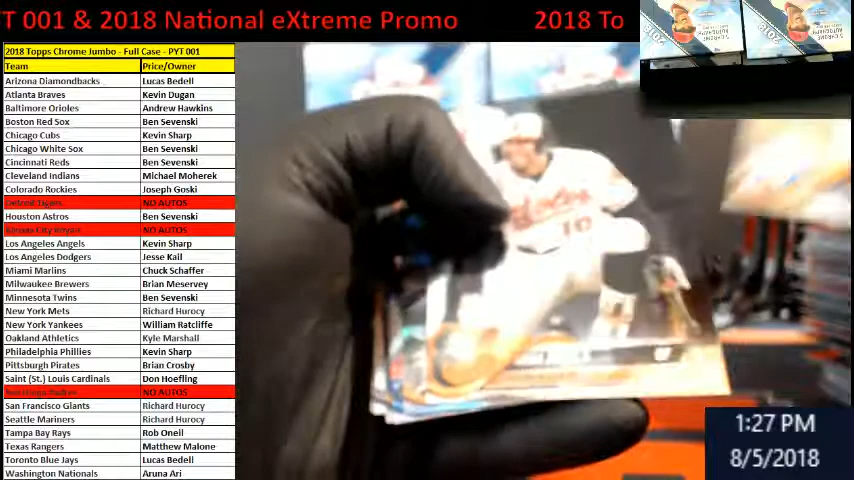 T 001 & 2018 National eXtreme Promo 2018 To
2018 Topps Chrome Jumbo - Full Case - PYT 001
Team Price/Owner
Arizona Diamondbacks Lucas Bedell
Atlanta Braves Kevin Dugan
Baltimore Orioles Andrew Hawkins
Boston Red Sox Ben Sevenski
Chicago Cubs Kevin Sharp
Chicago White Sox Ben Sevenski
Cincinnati Reds Ben Sevenski
Cleveland Indians Michael Moherek
Colorado Rockies Joseph Goski
Detroit Tigers NO AUTOS
Houston Astros Ben Sevenski
Kansas City Royals NO AUTOS
Los Angeles Angels Kevin Sharp
Los Angeles Dodgers Jesse Kail
Miami Marlins Chuck Schaffer
Milwaukee Brewers Brian Meservey
Minnesota Twins Ben Sevenski
New York Mets Richard Hurocy
New York Yankees William Ratcliffe
Oakland Athletics Kyle Marshall
Philadelphia Phillies Kevin Sharp
Pittsburgh Pirates Brian Crosby
Saint (St.) Louis Cardinals Don Hoefling
San Diego Padres NO AUTOS
San Francisco Giants Richard Hurocy
Seattle Mariners Richard Hurocy
Tampa Bay Rays Rob Oneil
Texas Rangers Matthew Malone
Toronto Blue Jays Lucas Bedell
Washington Nationals Aruna Ari
2018
2018
1:27 PM
8/5/2018